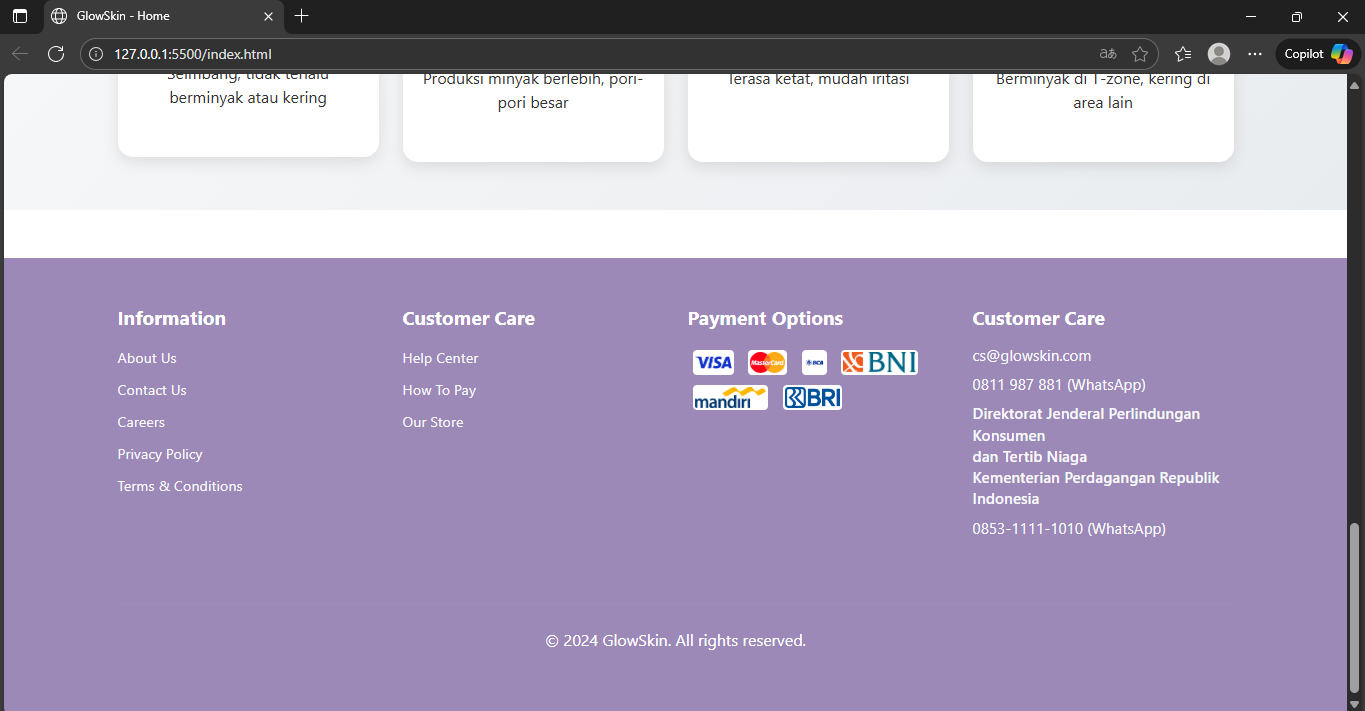 GlowSkin - Home
127.0.0.1:5500/index.html
aあ
Copilot
Seimbang, tidak terlalu
berminyak atau kering
Produksi minyak berlebih, pori-
pori besar
Terasa ketat, mudah iritasi
Berminyak di T-zone, kering di
area lain
Information
About Us
Contact Us
Careers
Privacy Policy
Terms & Conditions
Customer Care
Help Center
How To Pay
Our Store
Payment Options
VISA MasterCard BCA BNI
mandiri BRI
Customer Care
cs@glowskin.com
0811 987 881 (WhatsApp)
Direktorat Jenderal Perlindungan
Konsumen
dan Tertib Niaga
Kementerian Perdagangan Republik
Indonesia
0853-1111-1010 (WhatsApp)
© 2024 GlowSkin. All rights reserved.